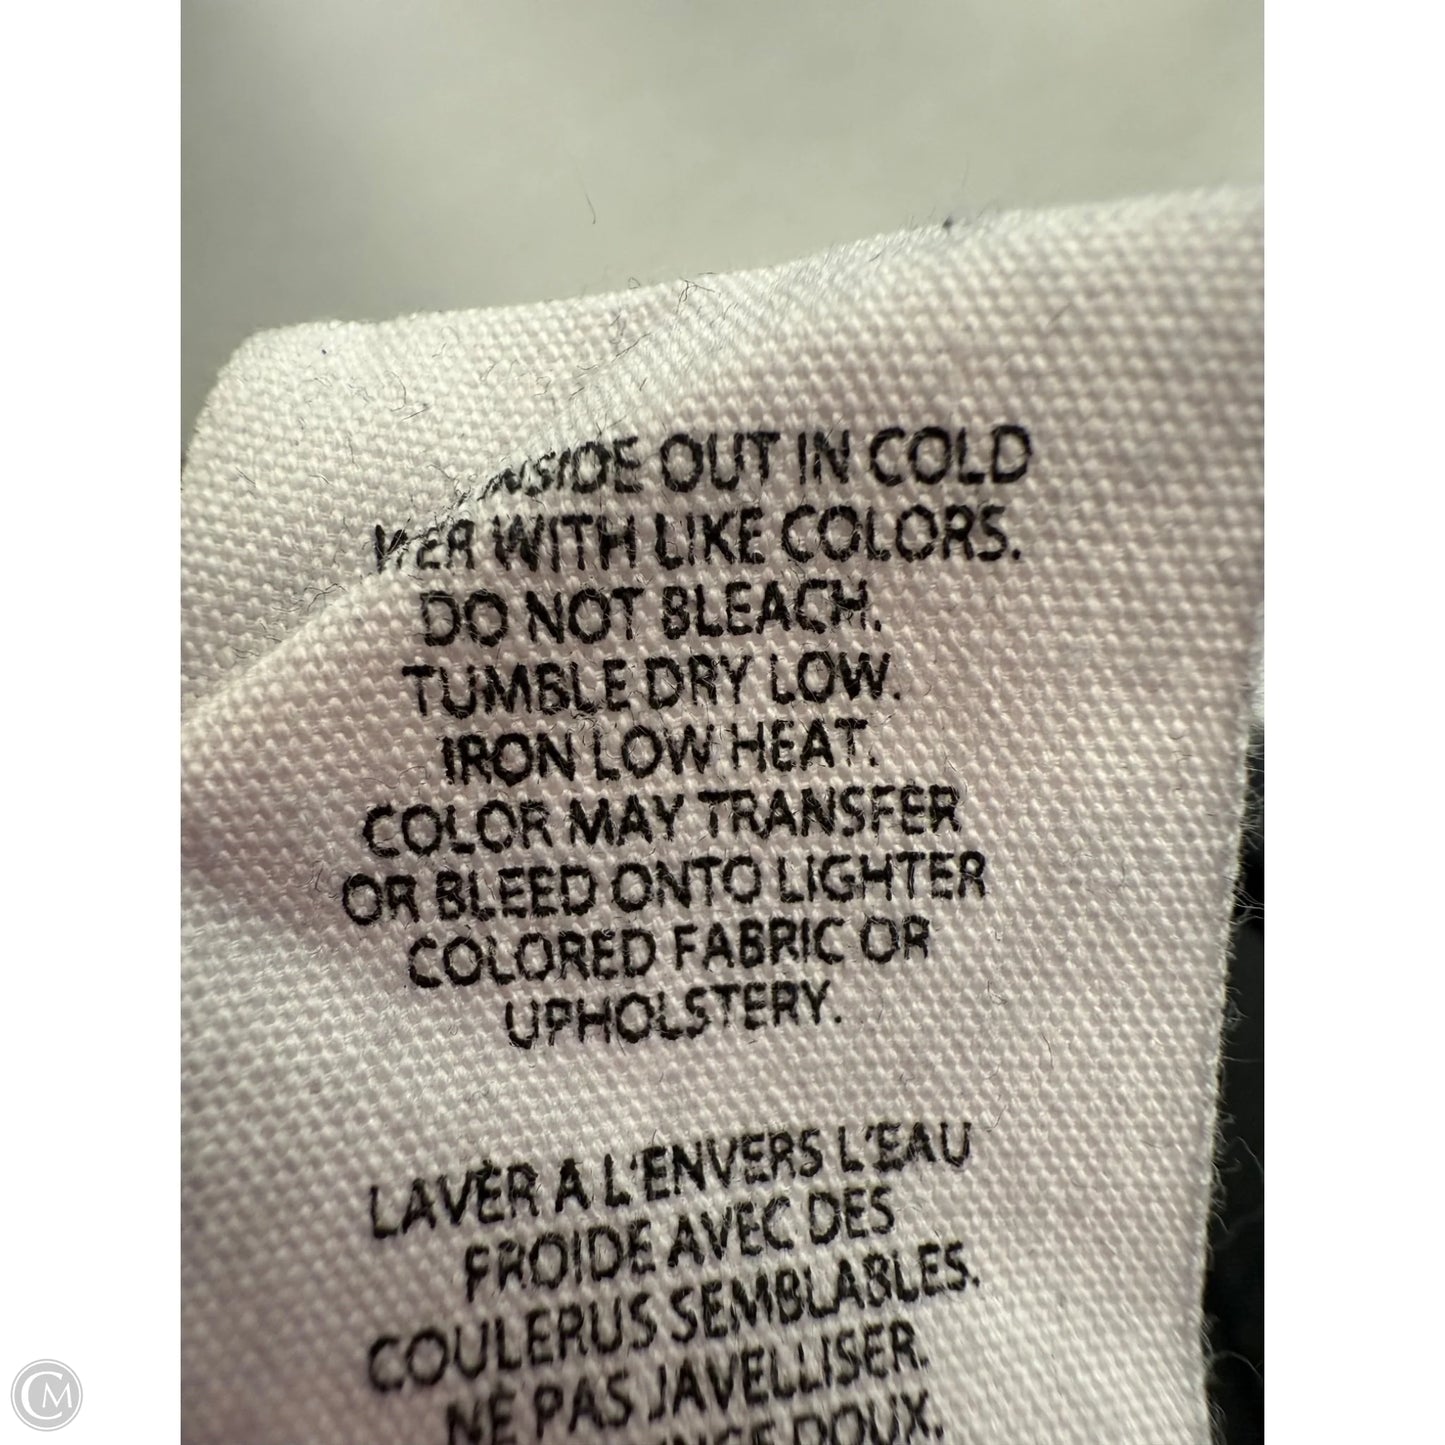 INSIDE OUT IN COLD
WITH LIKE COLORS.
DO NOT BLEACH.
TUMBLE DRY LOW.
IRON LOW HEAT.
COLOR MAY TRANSFER
OR BLEED ONTO LIGHTER
COLORED FABRIC OR
UPHOLSTERY.
LAVER A L'ENVERS L'EAU
FROIDE AVEC DES
COULERUS SEMBLABLES.
NE PAS JAVELLISER.
DOUX.
CM